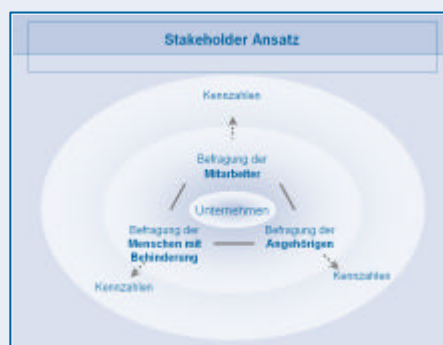 Stakeholder Ansatz
Kennzahlen
Befragung der
Mitarbeiter
Unternehmen
Befragung der
Menschen mit
Behinderung
Befragung der
Angehörigen
Kennzahlen
Kennzahlen